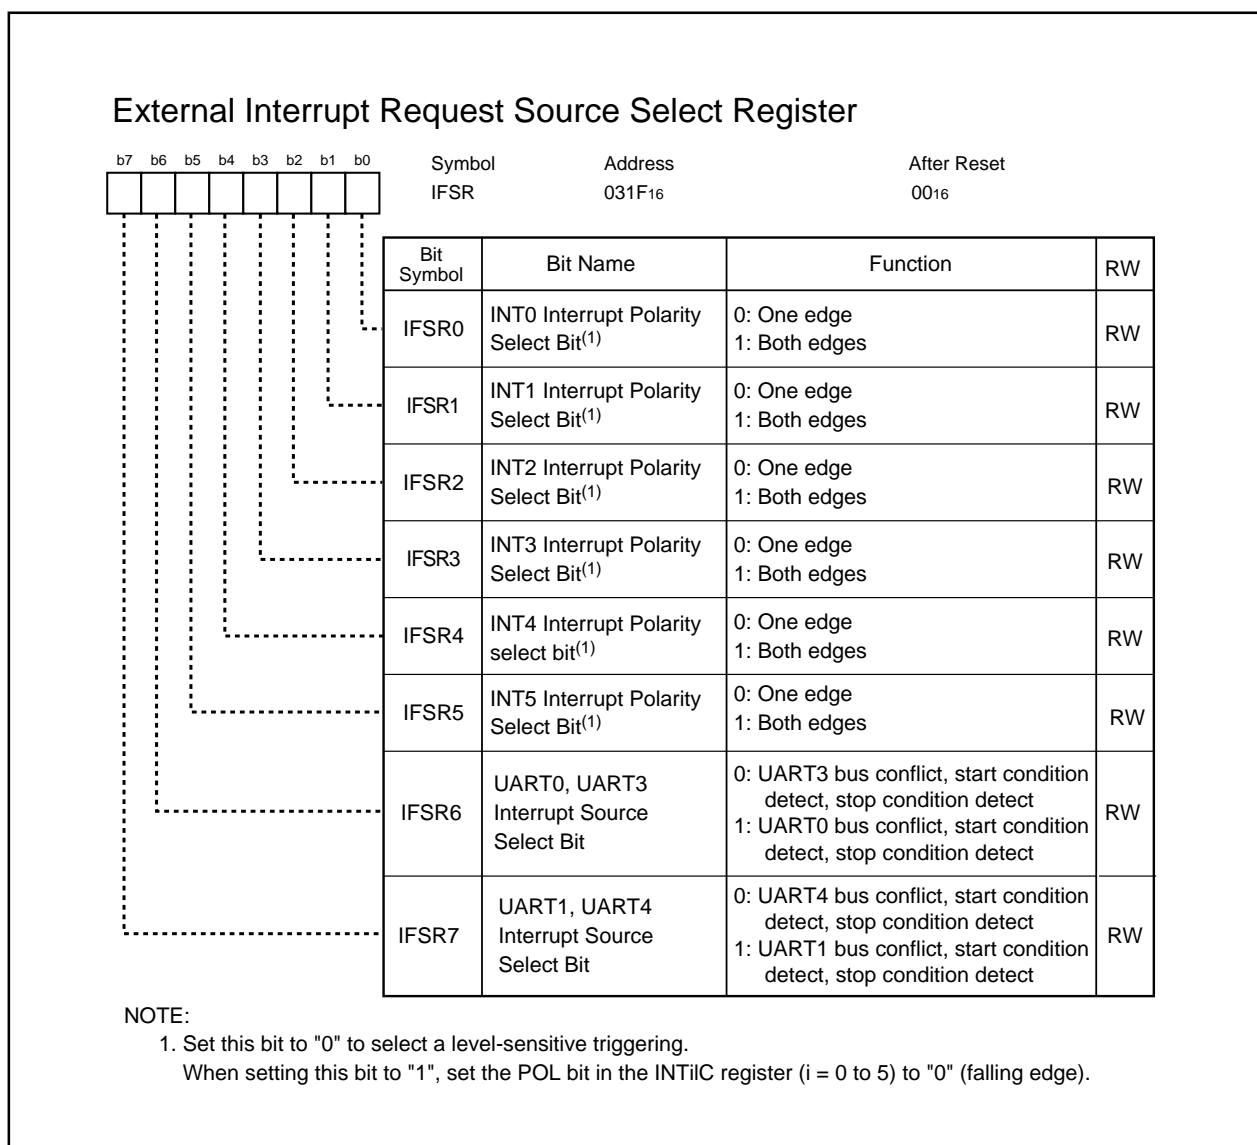 External Interrupt Request Source Select Register
b7 b6 b5 b4 b3 b2 b1 b0
Symbol Address After Reset
IFSR 031F16 0016
Bit Symbol Bit Name Function RW
IFSR0 INT0 Interrupt Polarity Select Bit(1) 0: One edge 1: Both edges RW
IFSR1 INT1 Interrupt Polarity Select Bit(1) 0: One edge 1: Both edges RW
IFSR2 INT2 Interrupt Polarity Select Bit(1) 0: One edge 1: Both edges RW
IFSR3 INT3 Interrupt Polarity Select Bit(1) 0: One edge 1: Both edges RW
IFSR4 INT4 Interrupt Polarity select bit(1) 0: One edge 1: Both edges RW
IFSR5 INT5 Interrupt Polarity Select Bit(1) 0: One edge 1: Both edges RW
IFSR6 UART0, UART3 Interrupt Source Select Bit 0: UART3 bus conflict, start condition detect, stop condition detect 1: UART0 bus conflict, start condition detect, stop condition detect RW
IFSR7 UART1, UART4 Interrupt Source Select Bit 0: UART4 bus conflict, start condition detect, stop condition detect 1: UART1 bus conflict, start condition detect, stop condition detect RW
NOTE:
1. Set this bit to "0" to select a level-sensitive triggering.
When setting this bit to "1", set the POL bit in the INTilC register (i = 0 to 5) to "0" (falling edge).